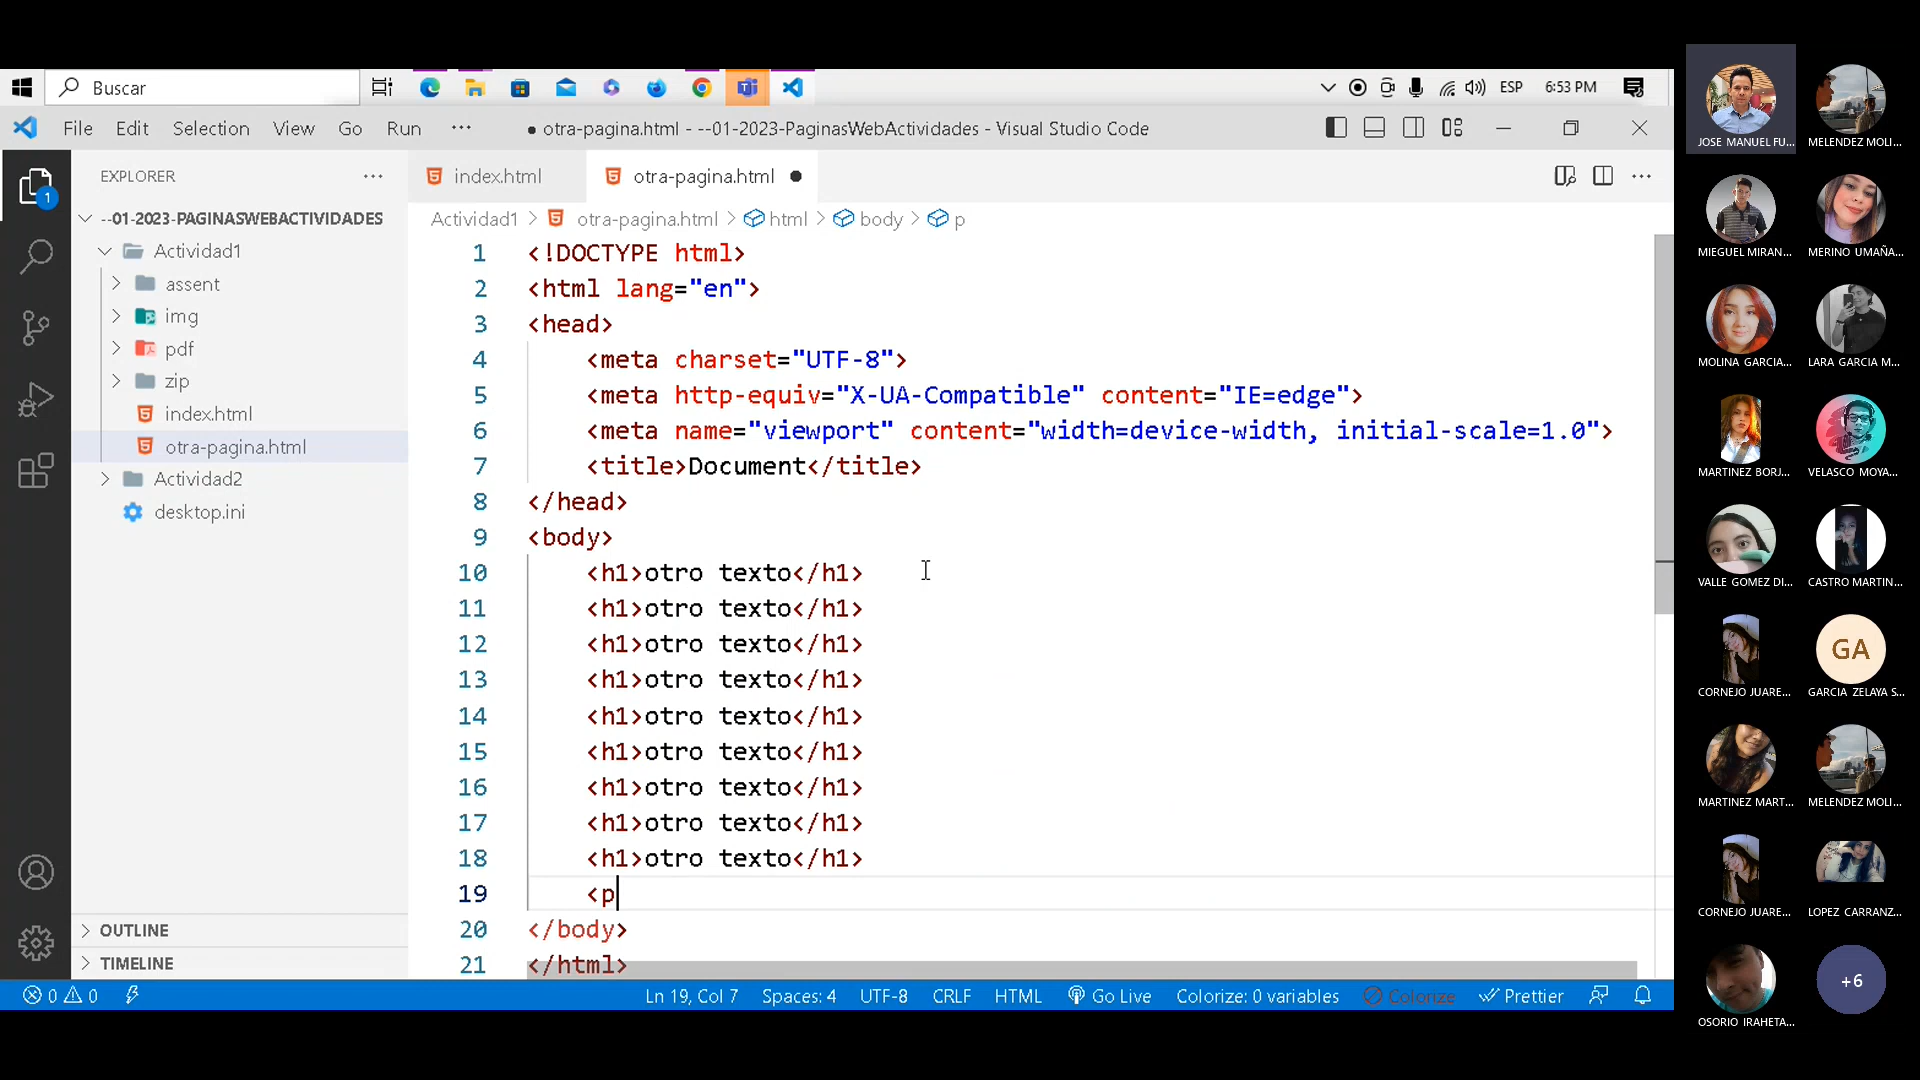 Buscar
ESP
6:53 PM
File Edit Selection View Go Run ··· ● otra-pagina.html - --01-2023-PaginasWebActividades - Visual Studio Code
EXPLORER
index.html
otra-pagina.html
--01-2023-PAGINASWEBACTIVIDADES
Actividad1
assent
img
pdf
zip
index.html
otra-pagina.html
Actividad2
desktop.ini
OUTLINE
TIMELINE
Actividad1 > otra-pagina.html > html > body > p
1 <!DOCTYPE html>
2 <html lang="en">
3 <head>
4 <meta charset="UTF-8">
5 <meta http-equiv="X-UA-Compatible" content="IE=edge">
6 <meta name="viewport" content="width=device-width, initial-scale=1.0">
7 <title>Document</title>
8 </head>
9 <body>
10 <h1>otro texto</h1>
11 <h1>otro texto</h1>
12 <h1>otro texto</h1>
13 <h1>otro texto</h1>
14 <h1>otro texto</h1>
15 <h1>otro texto</h1>
16 <h1>otro texto</h1>
17 <h1>otro texto</h1>
18 <h1>otro texto</h1>
19 <p
20 </body>
21 </html>
0 0 Ln 19, Col 7 Spaces: 4 UTF-8 CRLF HTML Go Live Colorize: 0 variables Colorize Prettier
1
JOSE MANUEL FU... MELENDEZ MOLI...
MIEGUEL MIRAN... MERINO UMAÑA...
MOLINA GARCIA... LARA GARCIA M...
MARTINEZ BORJ... VELASCO MOYA...
VALLE GOMEZ DI... CASTRO MARTIN...
GA
CORNEJO JUARE... GARCIA ZELAYA S...
MARTINEZ MART... MELENDEZ MOLI...
CORNEJO JUARE... LOPEZ CARRANZ...
+6
OSORIO IRAHETA...